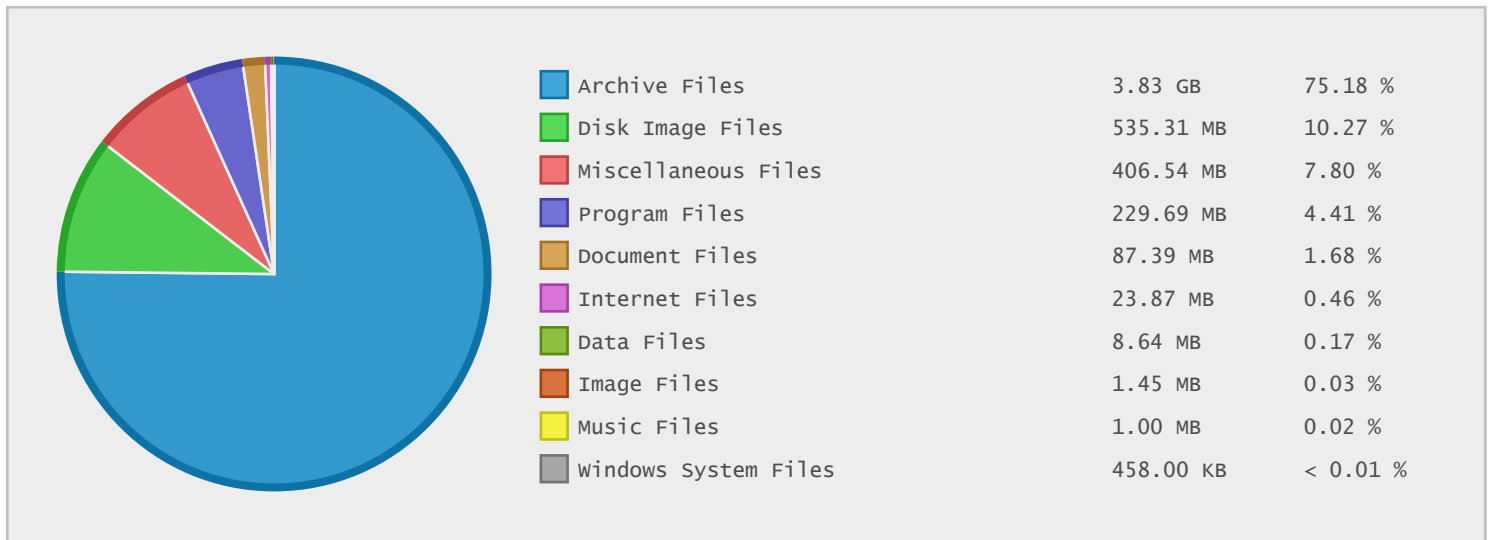 Archive Files 3.83 GB 75.18 %
Disk Image Files 535.31 MB 10.27 %
Miscellaneous Files 406.54 MB 7.80 %
Program Files 229.69 MB 4.41 %
Document Files 87.39 MB 1.68 %
Internet Files 23.87 MB 0.46 %
Data Files 8.64 MB 0.17 %
Image Files 1.45 MB 0.03 %
Music Files 1.00 MB 0.02 %
Windows System Files 458.00 KB < 0.01 %